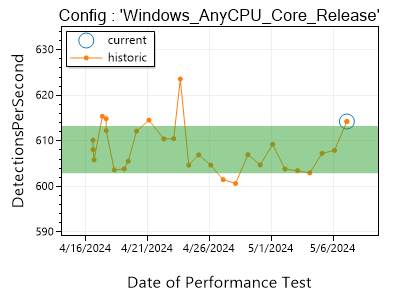 Config : 'Windows_AnyCPU_Core_Release'
current
historic
DetectionsPerSecond
630
620
610
600
590
4/16/2024
4/21/2024
4/26/2024
5/1/2024
5/6/2024
Date of Performance Test